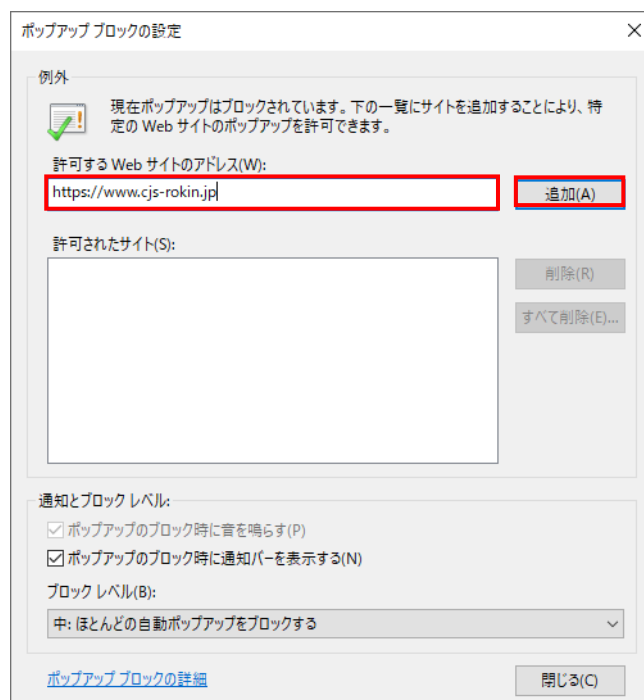 ポップアップ ブロックの設定
例外
現在ポップアップはブロックされています。下の一覧にサイトを追加することにより、特
定の Web サイトのポップアップを許可できます。
許可する Web サイトのアドレス(W):
https://www.cjs-rokin.jp
追加(A)
許可されたサイト(S):
削除(R)
すべて削除(E)...
通知とブロック レベル:
ポップアップのブロック時に音を鳴らす(P)
ポップアップのブロック時に通知バーを表示する(N)
ブロック レベル(B):
中: ほとんどの自動ポップアップをブロックする
ポップアップ ブロックの詳細
閉じる(C)